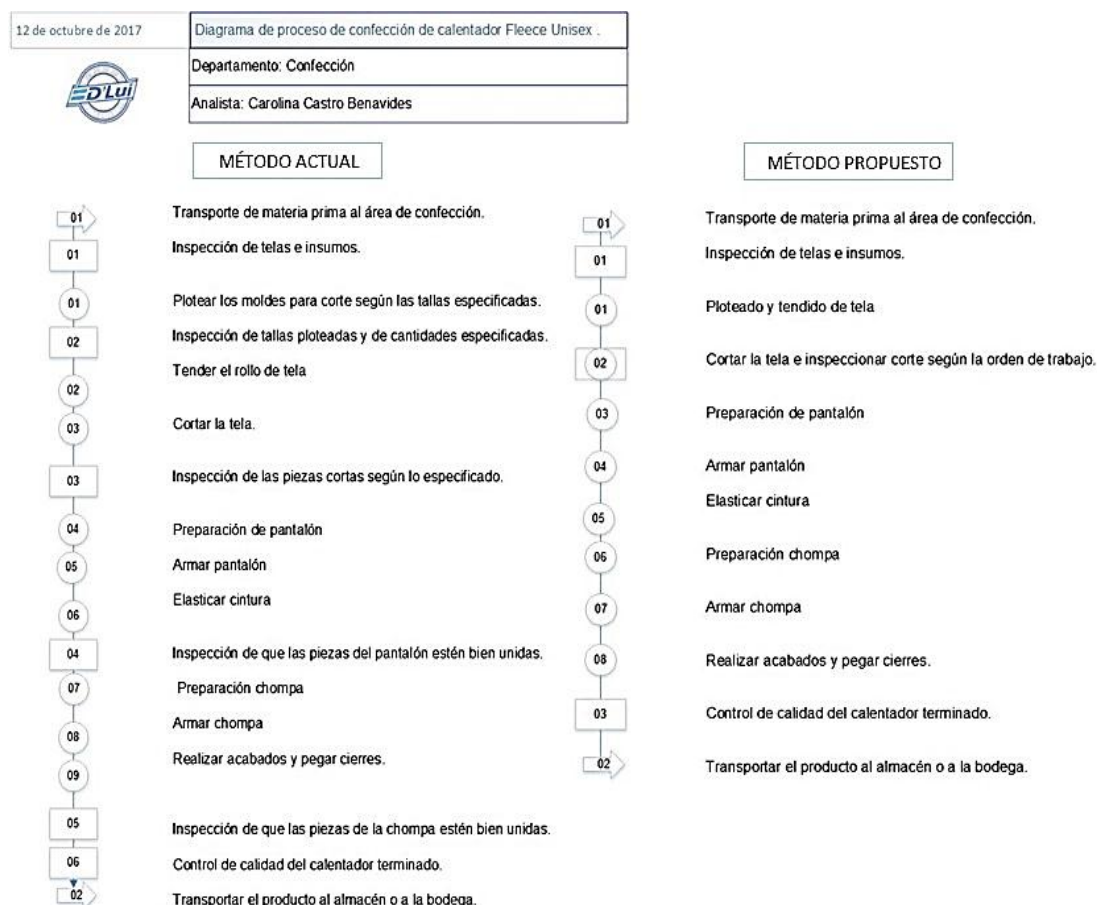 12 de octubre de 2017
Diagrama de proceso de confección de calentador Fleece Unisex .
Departamento: Confección
Analista: Carolina Castro Benavides
D'Lui
MÉTODO ACTUAL
01 Transporte de materia prima al área de confección.
01 Inspección de telas e insumos.
01 Plotear los moldes para corte según las tallas especificadas.
02 Inspección de tallas ploteadas y de cantidades especificadas.
02 Tender el rollo de tela
03 Cortar la tela.
03 Inspección de las piezas cortas según lo especificado.
04 Preparación de pantalón
05 Armar pantalón
06 Elasticar cintura
04 Inspección de que las piezas del pantalón estén bien unidas.
07 Preparación chompa
08 Armar chompa
09 Realizar acabados y pegar cierres.
05 Inspección de que las piezas de la chompa estén bien unidas.
06 Control de calidad del calentador terminado.
02 Transportar el producto al almacén o a la bodega.
MÉTODO PROPUESTO
01 Transporte de materia prima al área de confección.
01 Inspección de telas e insumos.
01 Ploteado y tendido de tela
02 Cortar la tela e inspeccionar corte según la orden de trabajo.
03 Preparación de pantalón
04 Armar pantalón
05 Elasticar cintura
06 Preparación chompa
07 Armar chompa
08 Realizar acabados y pegar cierres.
03 Control de calidad del calentador terminado.
02 Transportar el producto al almacén o a la bodega.